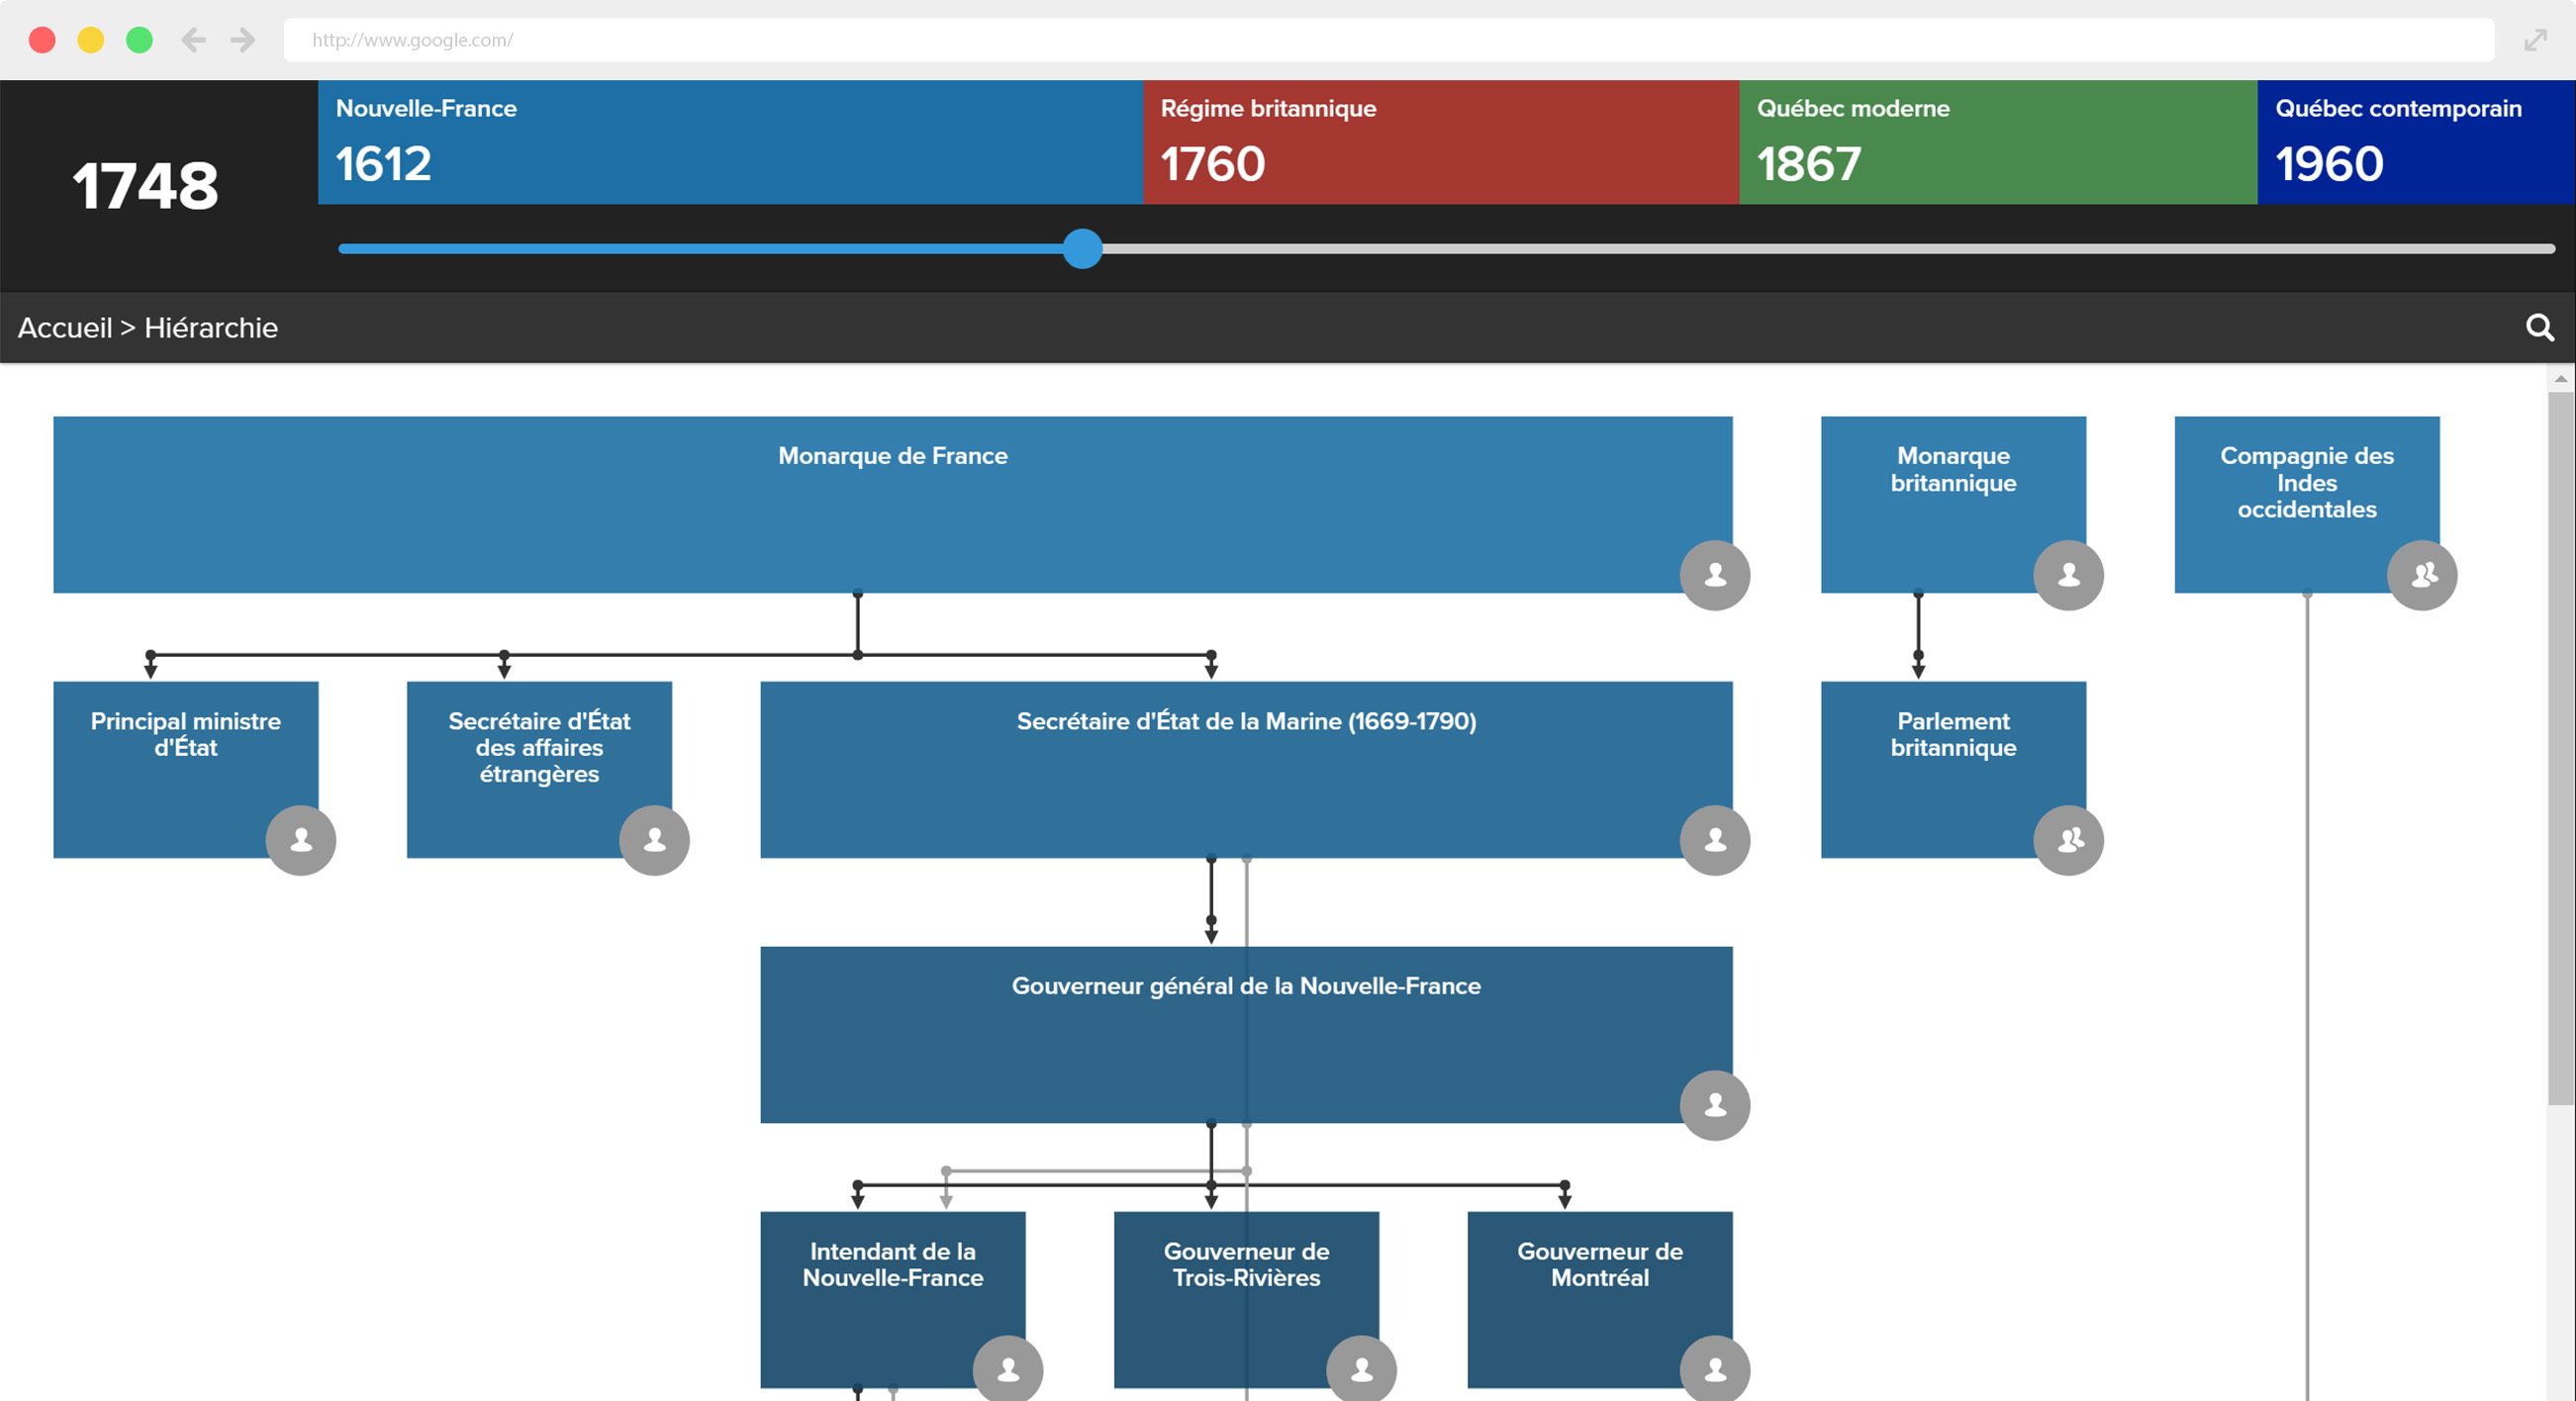 http://www.google.com/
1748
Nouvelle-France
1612
Régime britannique
1760
Québec moderne
1867
Québec contemporain
1960
Accueil > Hiérarchie
Monarque de France
Monarque
britannique
Compagnie des
Indes
occidentales
Principal ministre
d'État
Secrétaire d'État
des affaires
étrangères
Secrétaire d'État de la Marine (1669-1790)
Parlement
britannique
Gouverneur général de la Nouvelle-France
Intendant de la
Nouvelle-France
Gouverneur de
Trois-Rivières
Gouverneur de
Montréal